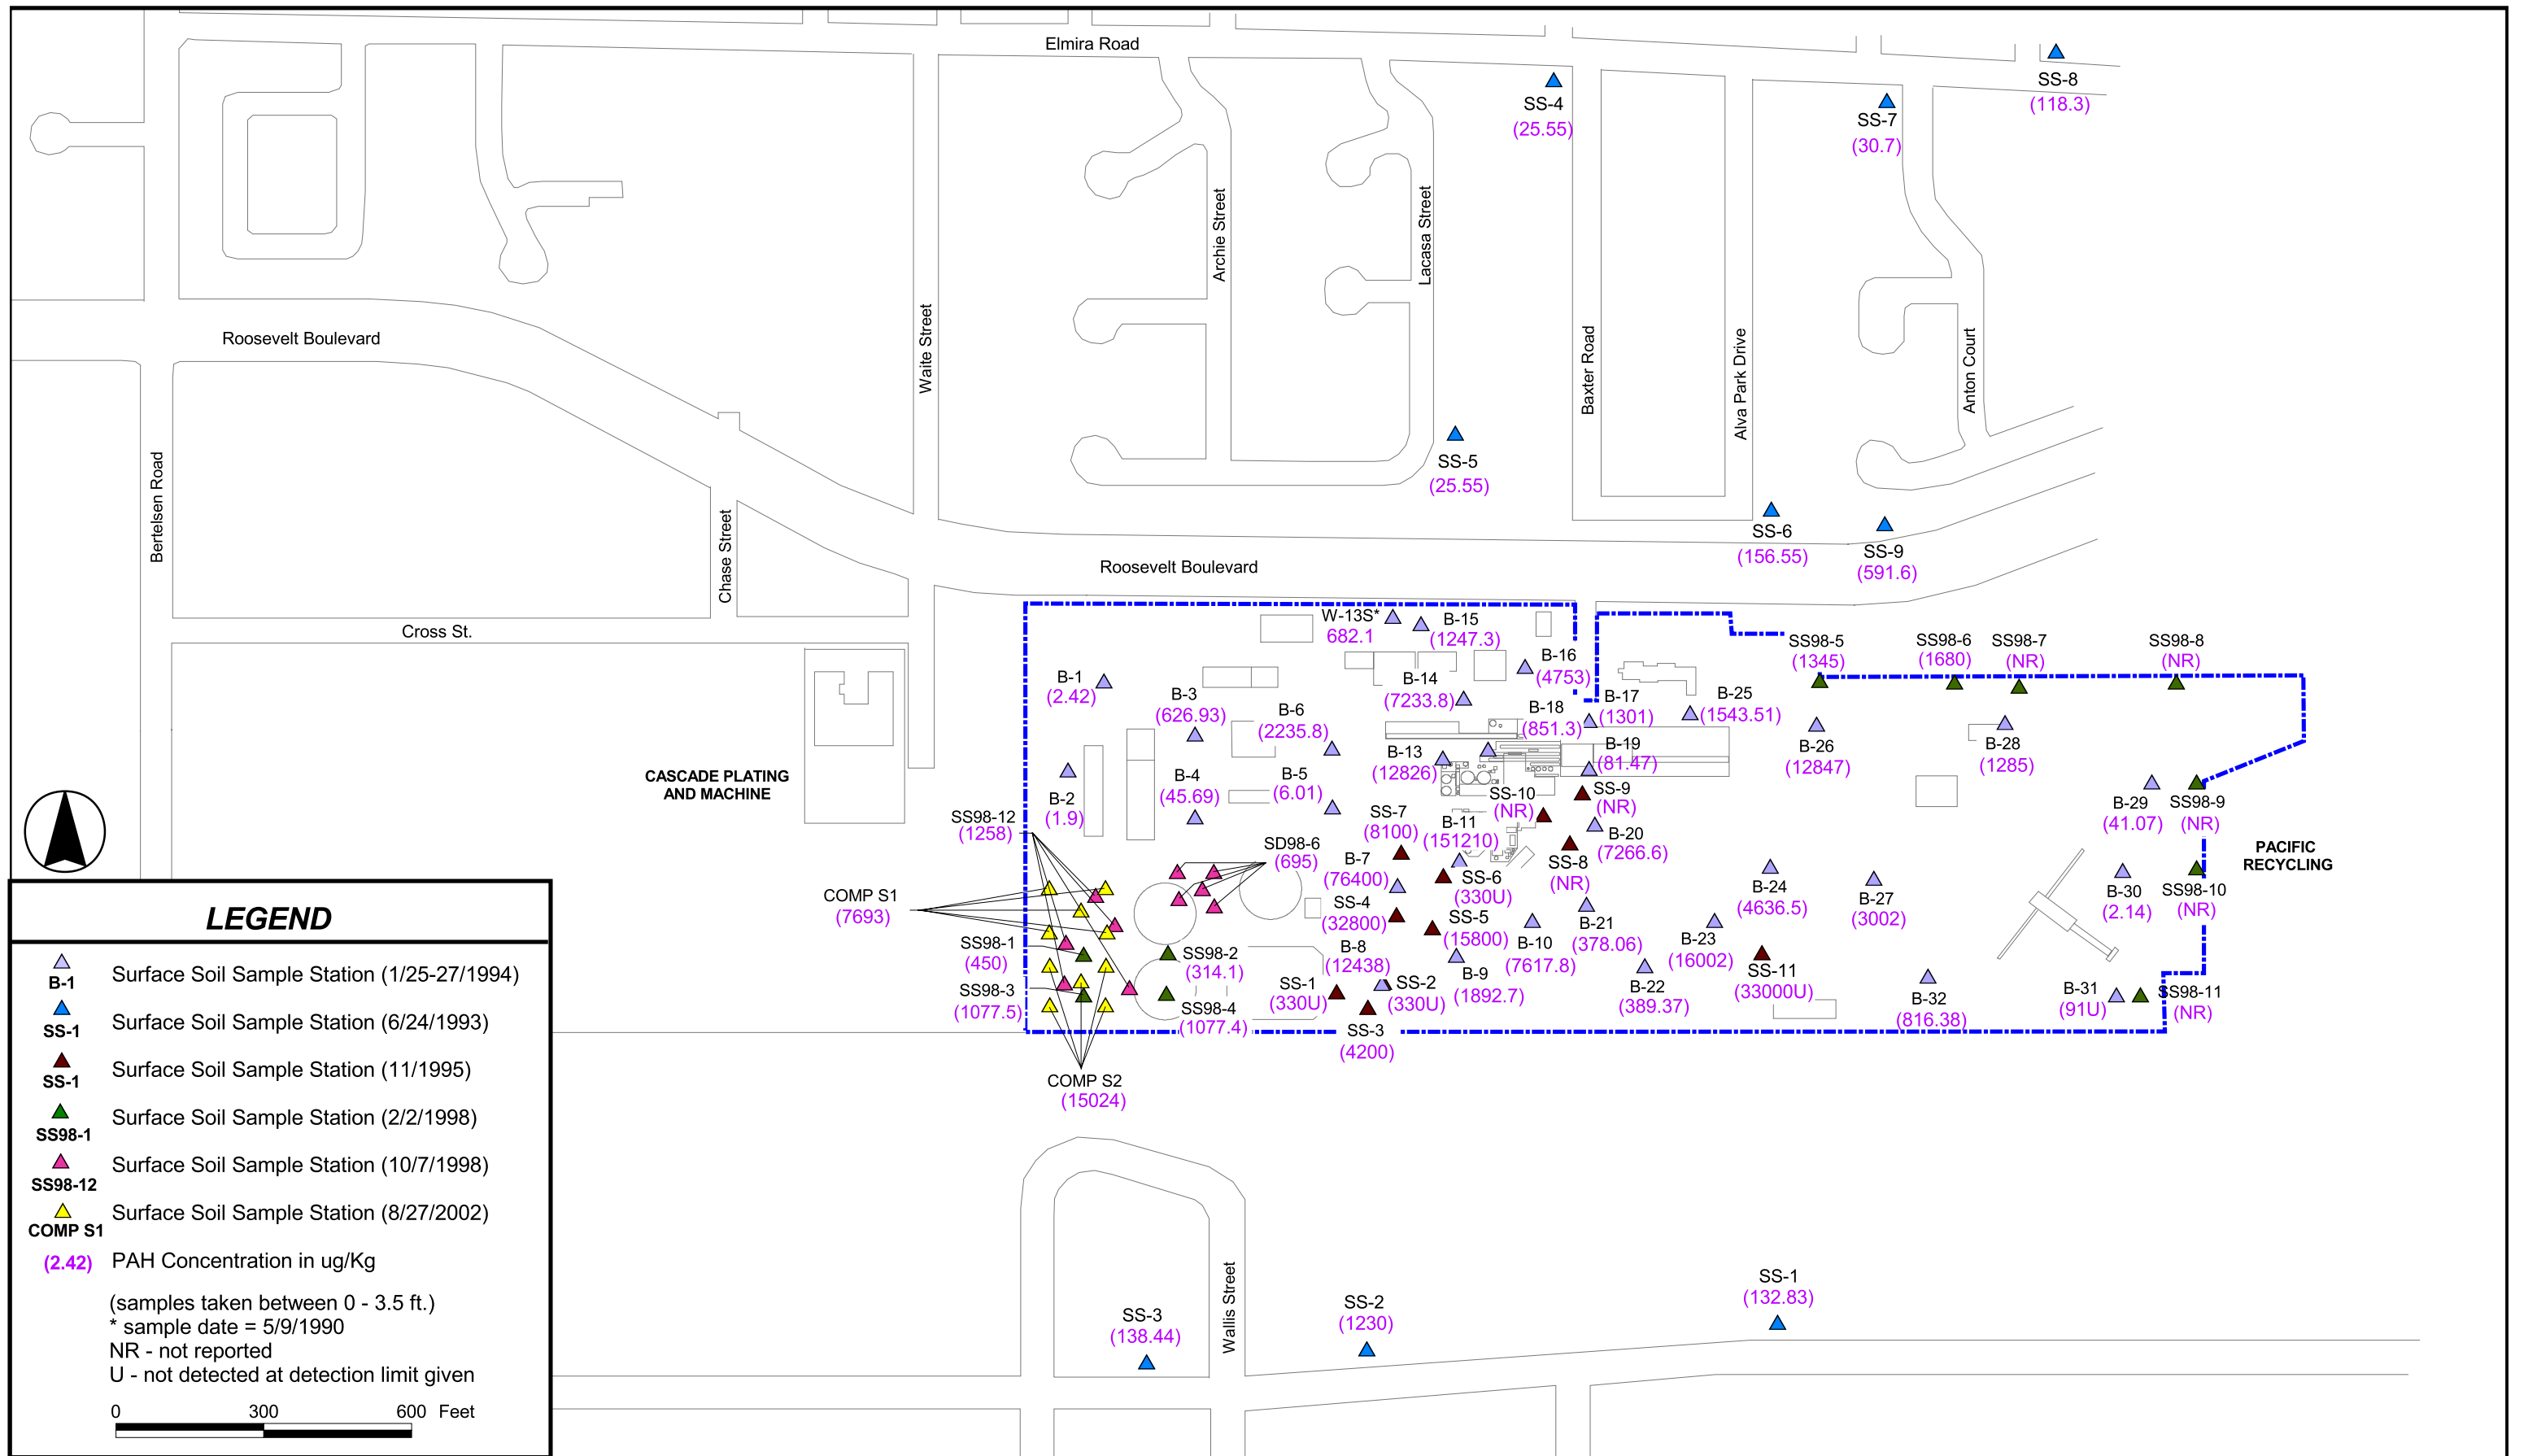 Elmira Road
SS-8
(118.3)
SS-4
(25.55)
SS-7
(30.7)
Archie Street
Lacasa Street
Waite Street
Baxter Road
Alva Park Drive
Anton Court
Roosevelt Boulevard
Bertelsen Road
Chase Street
SS-5
(25.55)
SS-6
(156.55)
SS-9
(591.6)
Roosevelt Boulevard
Cross St.
W-13S*
682.1
B-15
(1247.3)
B-16
(4753)
SS98-5
(1345)
SS98-6
(1680)
SS98-7
(NR)
SS98-8
(NR)
B-1
(2.42)
B-3
(626.93)
B-6
(2235.8)
B-14
(7233.8)
B-18
(851.3)
B-17
(1301)
B-25
(1543.51)
B-26
(12847)
B-28
(1285)
B-13
(12826)
B-19
(81.47)
CASCADE PLATING
AND MACHINE
B-2
(1.9)
B-4
(45.69)
B-5
(6.01)
SS-10
(NR)
SS-9
(NR)
B-29
(41.07)
SS98-9
(NR)
SS98-12
(1258)
SS-7
(8100)
B-11
(151210)
B-20
(7266.6)
SD98-6
(695)
B-7
(76400)
SS-8
(NR)
SS-6
(330U)
PACIFIC
RECYCLING
COMP S1
(7693)
SS-4
(32800)
SS-5
(15800)
B-24
(4636.5)
B-27
(3002)
B-30
(2.14)
SS98-10
(NR)
SS98-1
(450)
SS98-2
(314.1)
B-8
(12438)
B-10
(7617.8)
B-21
(378.06)
B-23
(16002)
SS98-3
(1077.5)
SS98-4
(1077.4)
SS-1
(330U)
SS-2
(330U)
B-9
(1892.7)
B-22
(389.37)
SS-11
(33000U)
B-32
(816.38)
B-31
(91U)
SS98-11
(NR)
SS-3
(4200)
COMP S2
(15024)
Wallis Street
SS-3
(138.44)
SS-2
(1230)
SS-1
(132.83)
LEGEND
B-1
Surface Soil Sample Station (1/25-27/1994)
SS-1
Surface Soil Sample Station (6/24/1993)
SS-1
Surface Soil Sample Station (11/1995)
SS98-1
Surface Soil Sample Station (2/2/1998)
SS98-12
Surface Soil Sample Station (10/7/1998)
COMP S1
Surface Soil Sample Station (8/27/2002)
(2.42) PAH Concentration in ug/Kg
(samples taken between 0 - 3.5 ft.)
* sample date = 5/9/1990
NR - not reported
U - not detected at detection limit given
0 300 600 Feet